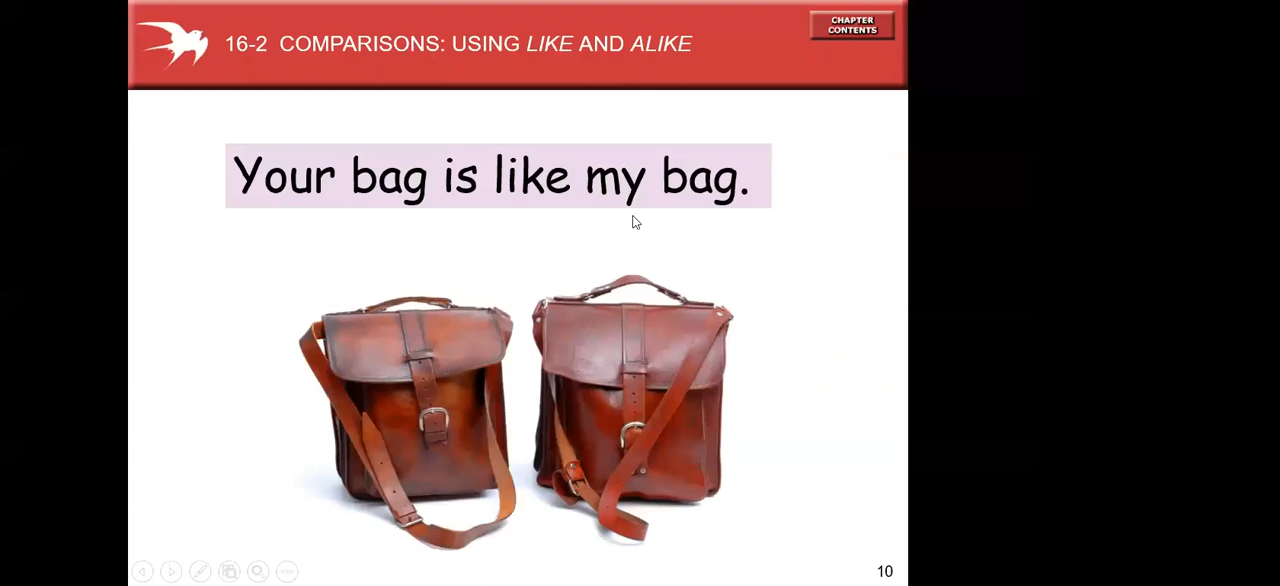 CHAPTER
CONTENTS
16-2 COMPARISONS: USING LIKE AND ALIKE
Your bag is like my bag.
10